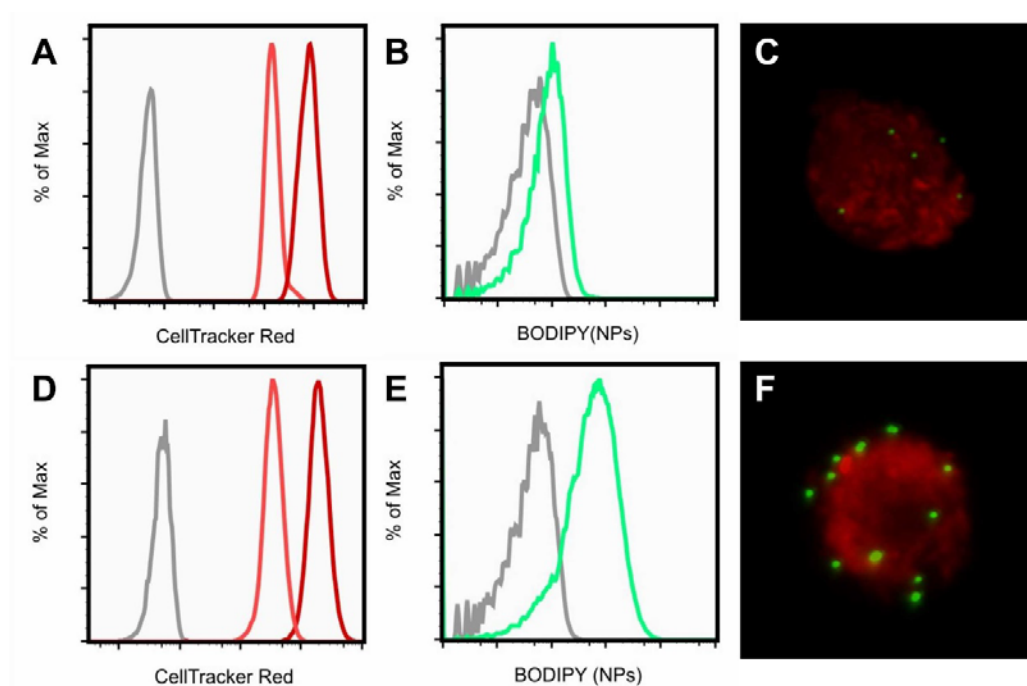 A
% of Max
CellTracker Red
B
% of Max
BODIPY(NPs)
C
D
% of Max
CellTracker Red
E
% of Max
BODIPY (NPs)
F